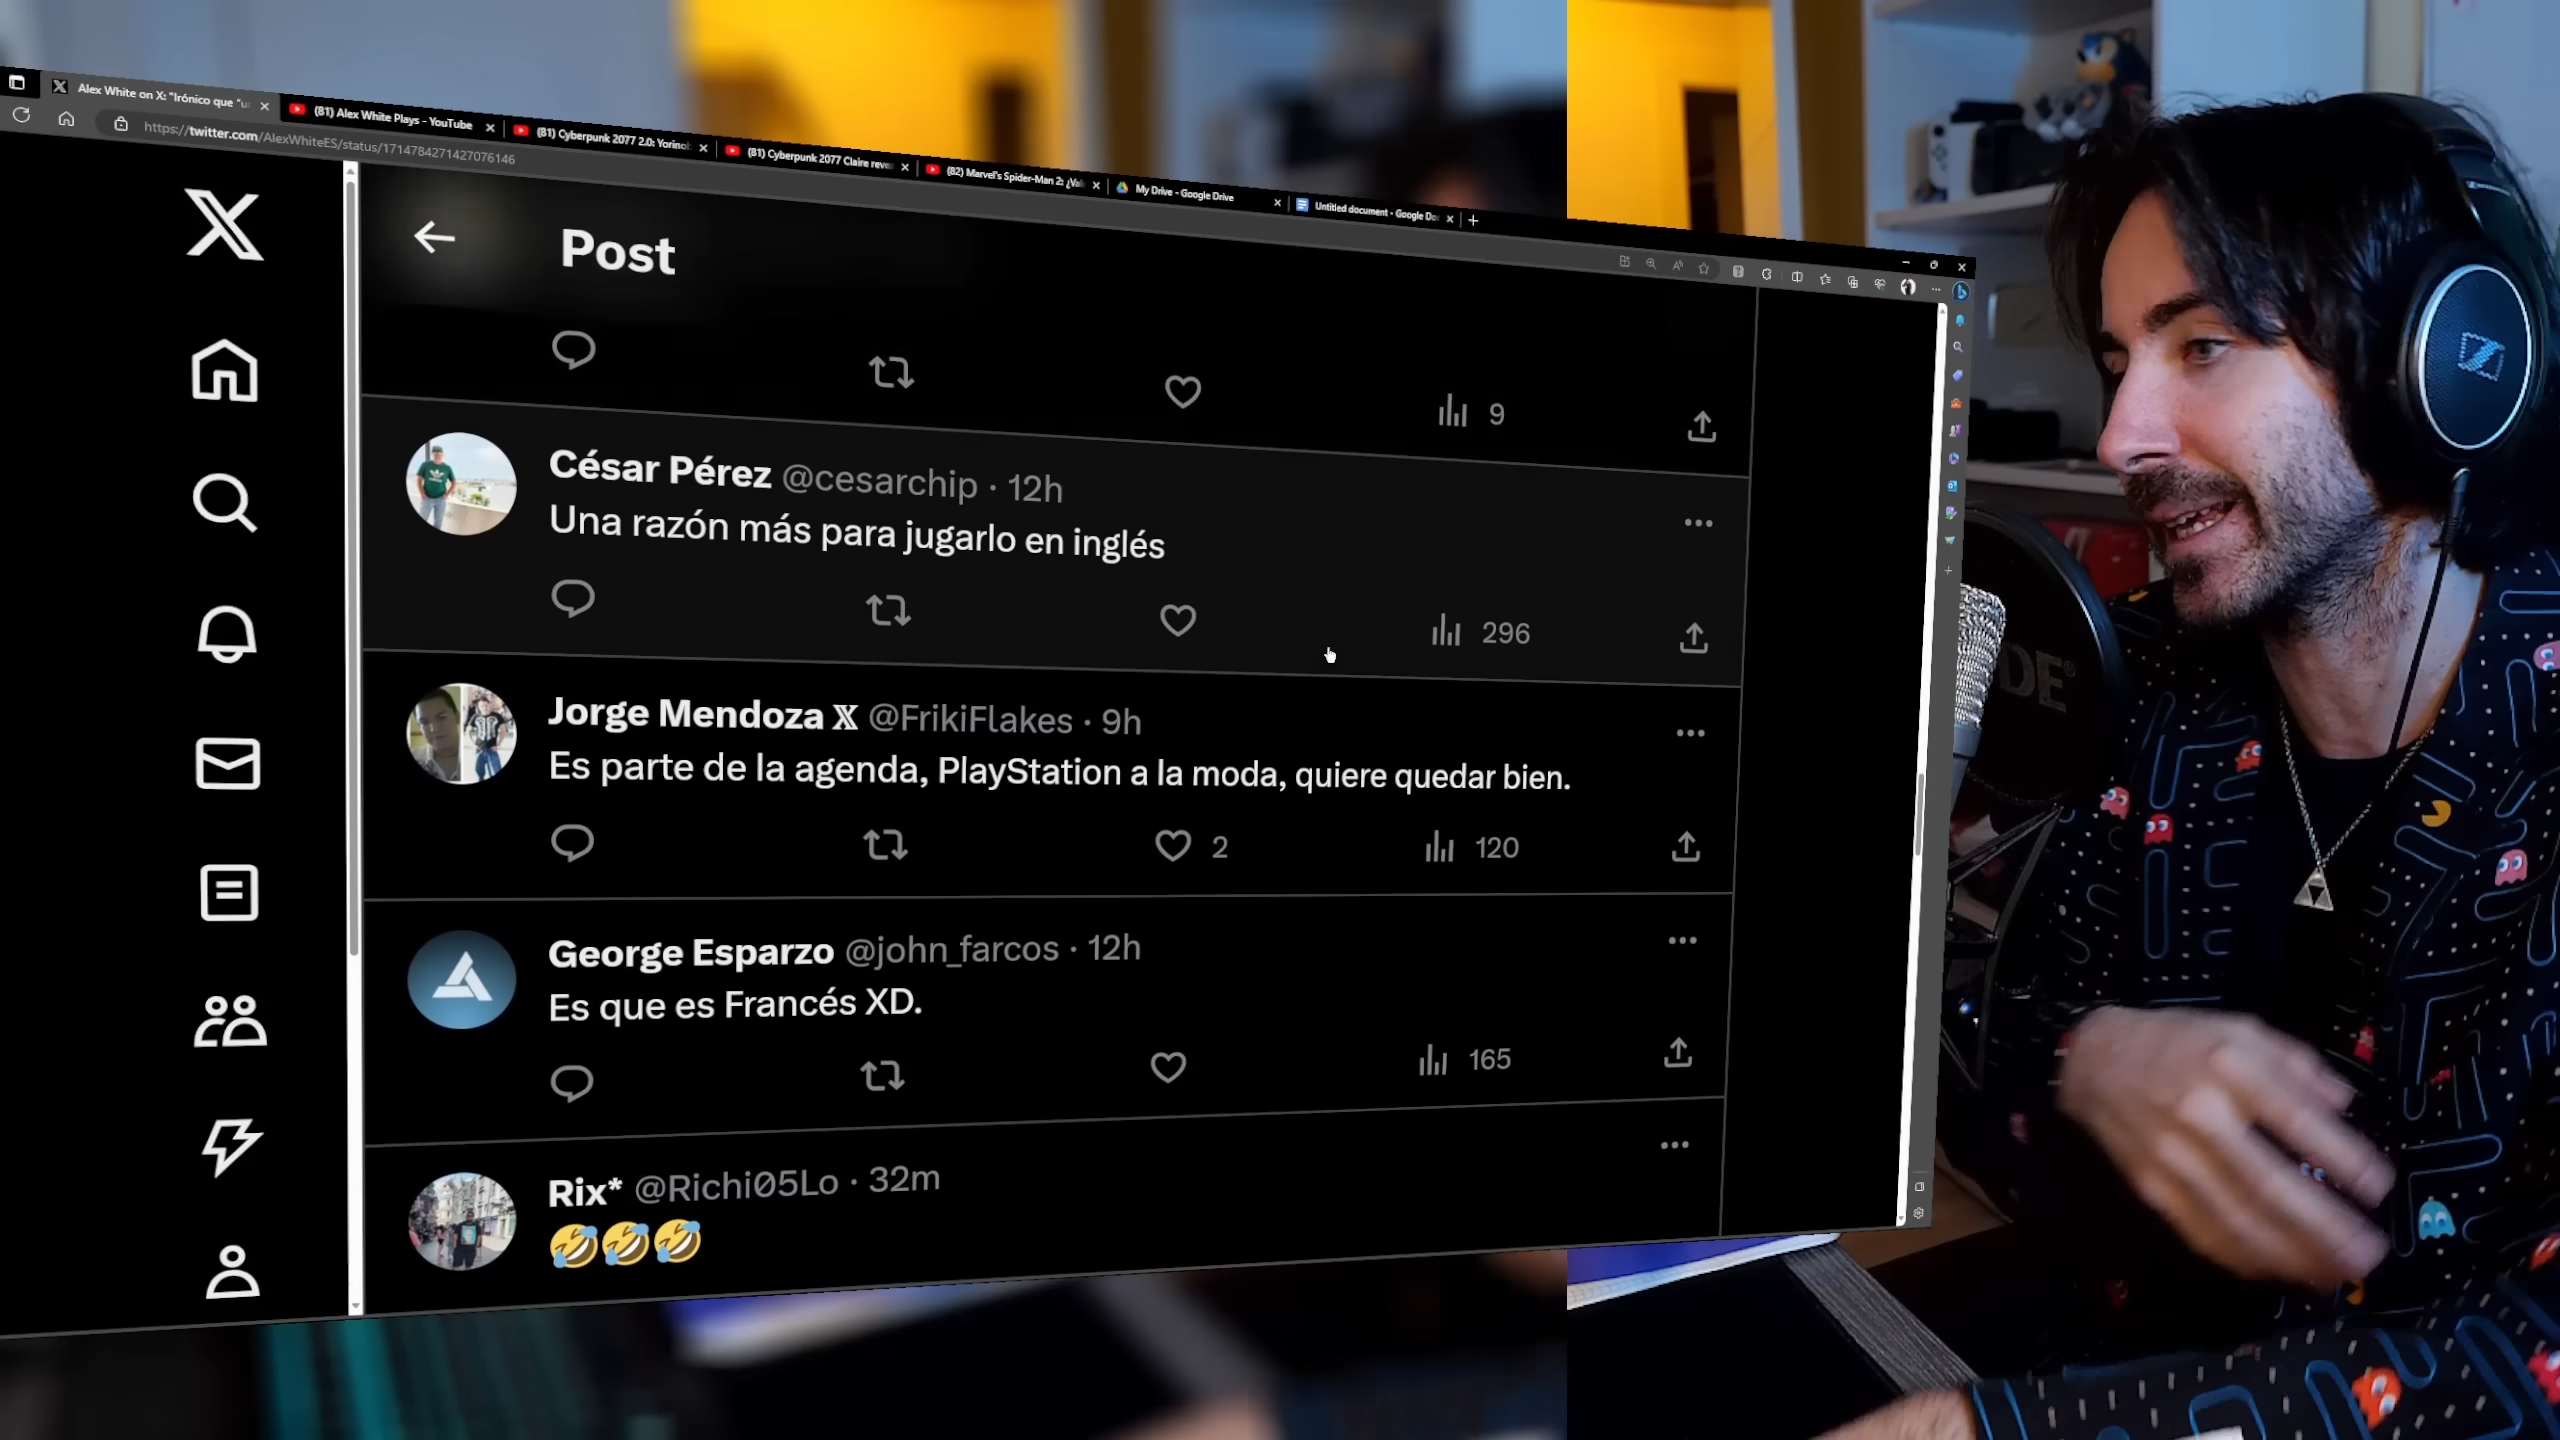 Alex White on X: "Irónico que "u
(81) Alex White Plays - YouTube
(81) Cyberpunk 2077 2.0: Yorinob
(81) Cyberpunk 2077 Claire reve
(82) Marvel's Spider-Man 2: ¿Val
My Drive - Google Drive
Untitled document - Google Do
https://twitter.com/AlexWhiteES/status/1714784271427076146
Post
9
César Pérez @cesarchip · 12h
Una razón más para jugarlo en inglés
296
Jorge Mendoza 𝕏 @FrikiFlakes · 9h
Es parte de la agenda, PlayStation a la moda, quiere quedar bien.
2 120
George Esparzo @john_farcos · 12h
Es que es Francés XD.
165
Rix* @Richi05Lo · 32m
🤣🤣🤣
DE®